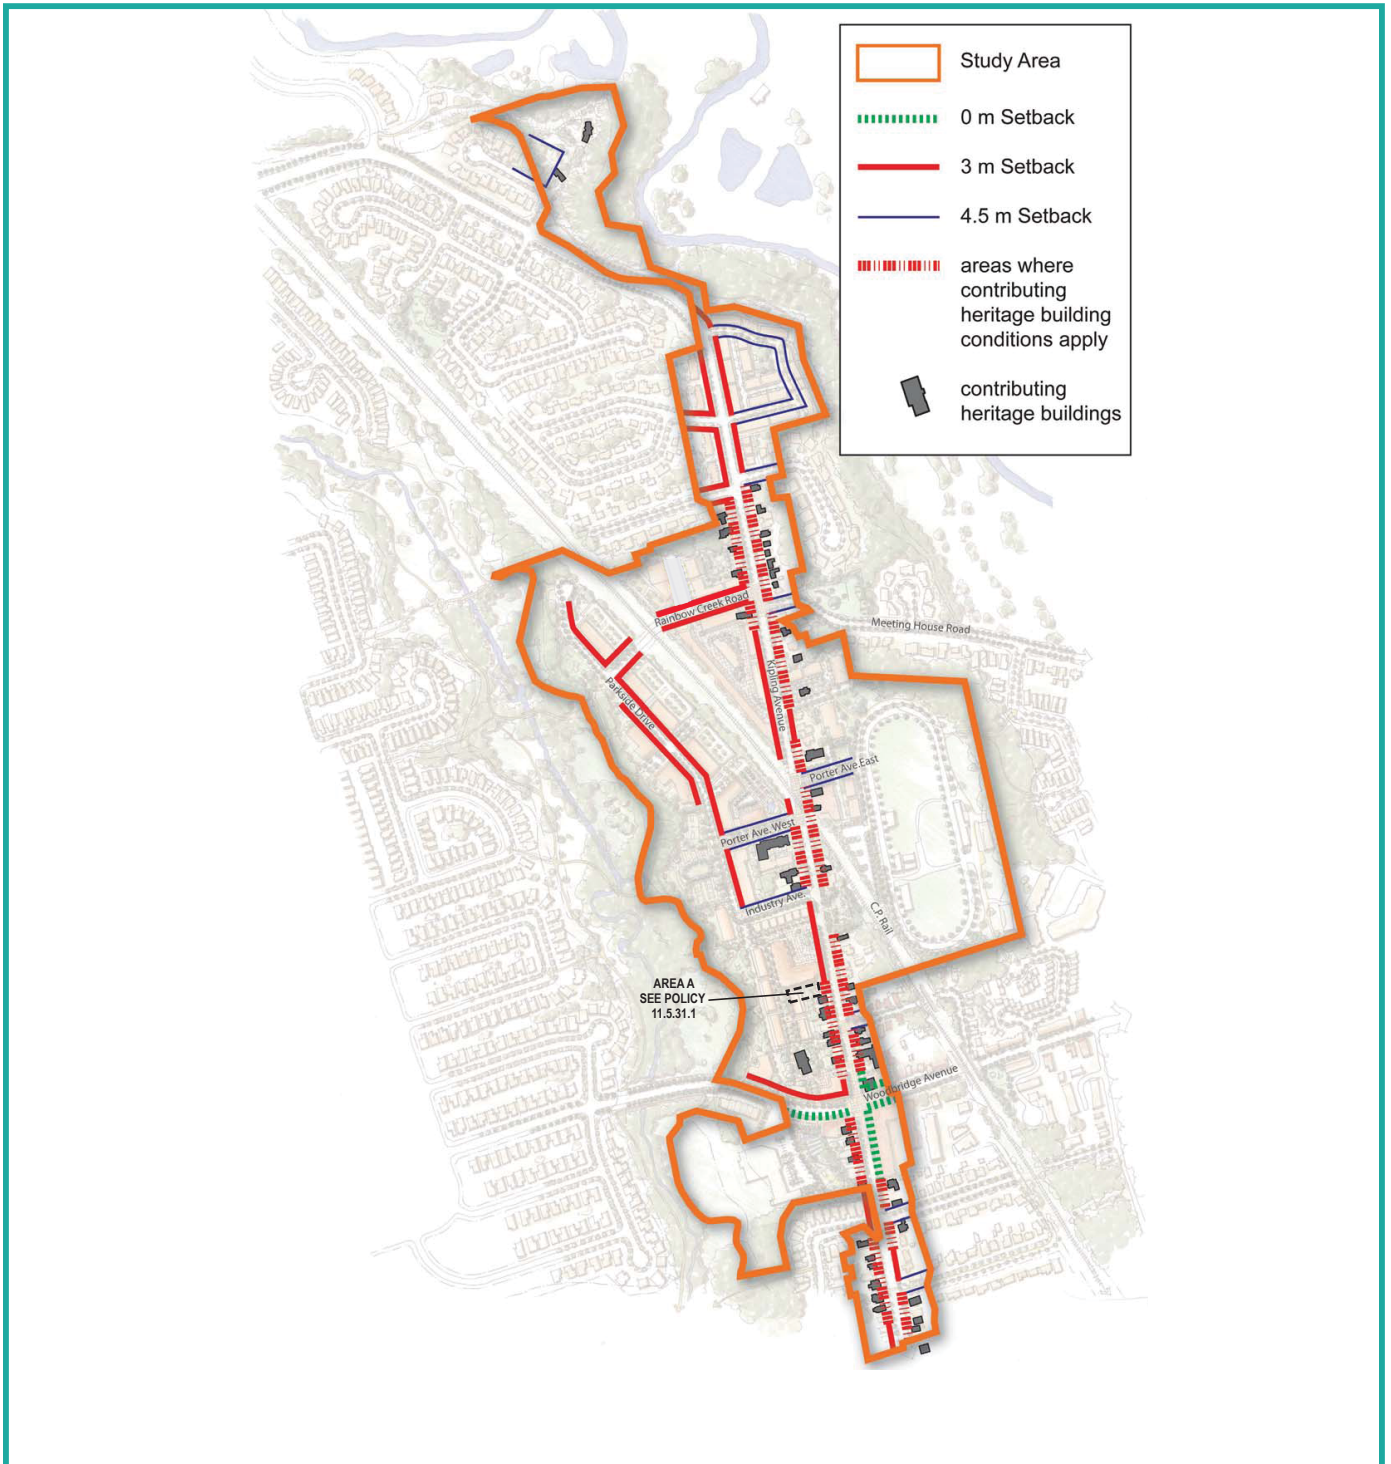 Study Area
0 m Setback
3 m Setback
4.5 m Setback
areas where
contributing
heritage building
conditions apply
contributing
heritage buildings
Rainbow Creek Road
Meeting House Road
Kipling Avenue
Parkside Drive
Porter Ave.East
Porter Ave. West
Industry Ave.
C.P. Rail
AREA A
SEE POLICY
11.5.31.1
Woodbridge Avenue